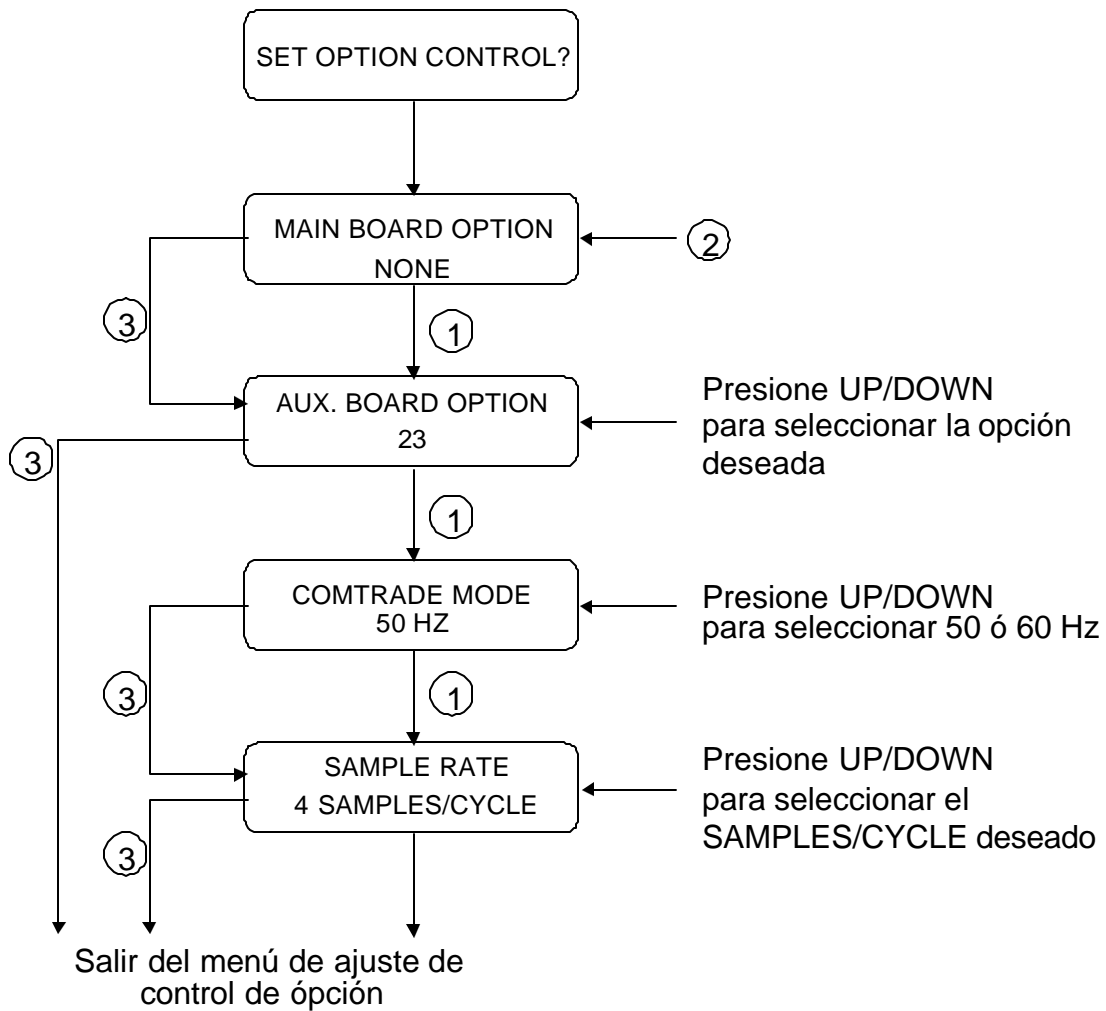 SET OPTION CONTROL?
MAIN BOARD OPTION
NONE
2
3
1
AUX. BOARD OPTION
23
Presione UP/DOWN
para seleccionar la opción
deseada
3
1
COMTRADE MODE
50 HZ
Presione UP/DOWN
para seleccionar 50 ó 60 Hz
3
1
SAMPLE RATE
4 SAMPLES/CYCLE
Presione UP/DOWN
para seleccionar el
SAMPLES/CYCLE deseado
3
Salir del menú de ajuste de
control de ópción